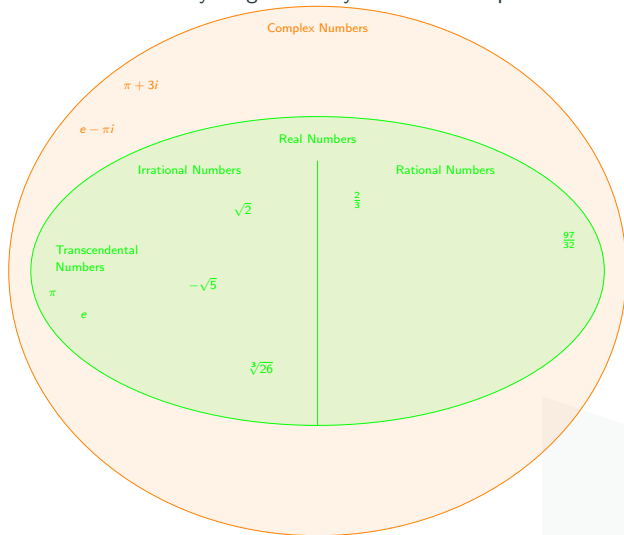 Complex Numbers
π + 3i
e − πi
Real Numbers
Irrational Numbers
Rational Numbers
√2
2/3
97/32
Transcendental
Numbers
π
e
−√5
∛26